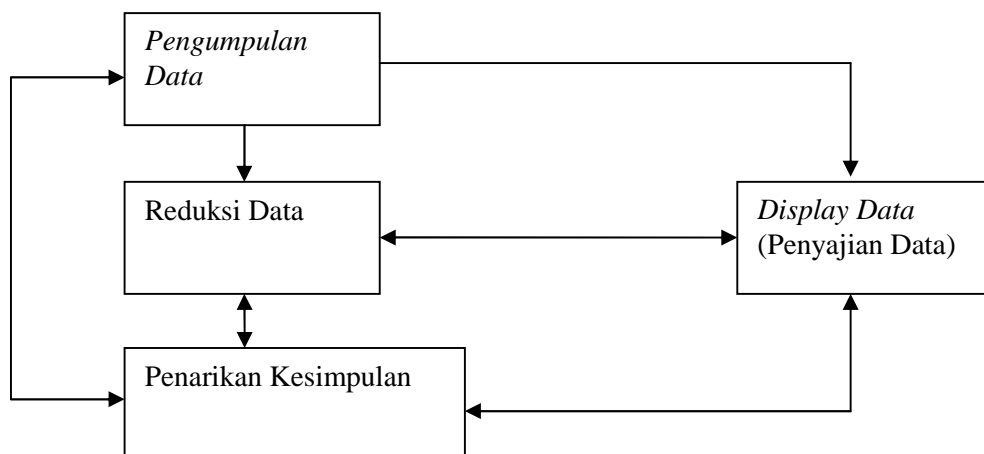 Pengumpulan
Data
Reduksi Data
Display Data
(Penyajian Data)
Penarikan Kesimpulan